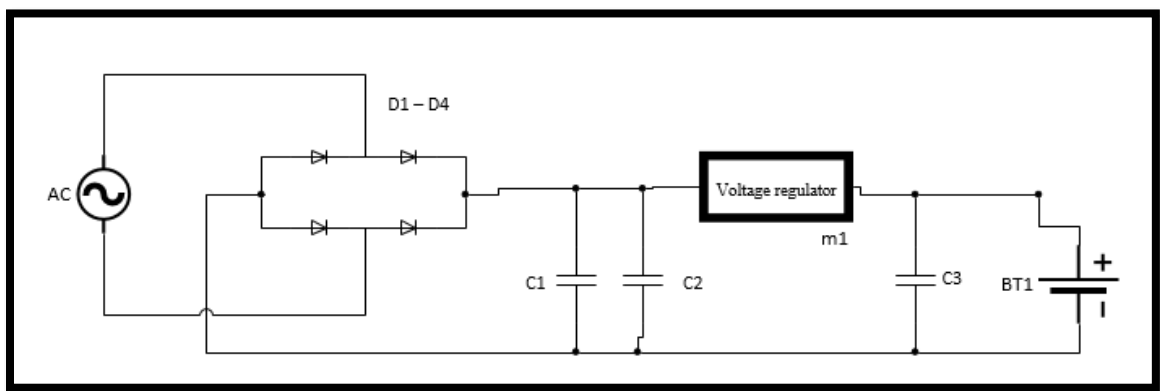 D1 – D4
AC
Voltage regulator
m1
C1
C2
C3
BT1
+
-